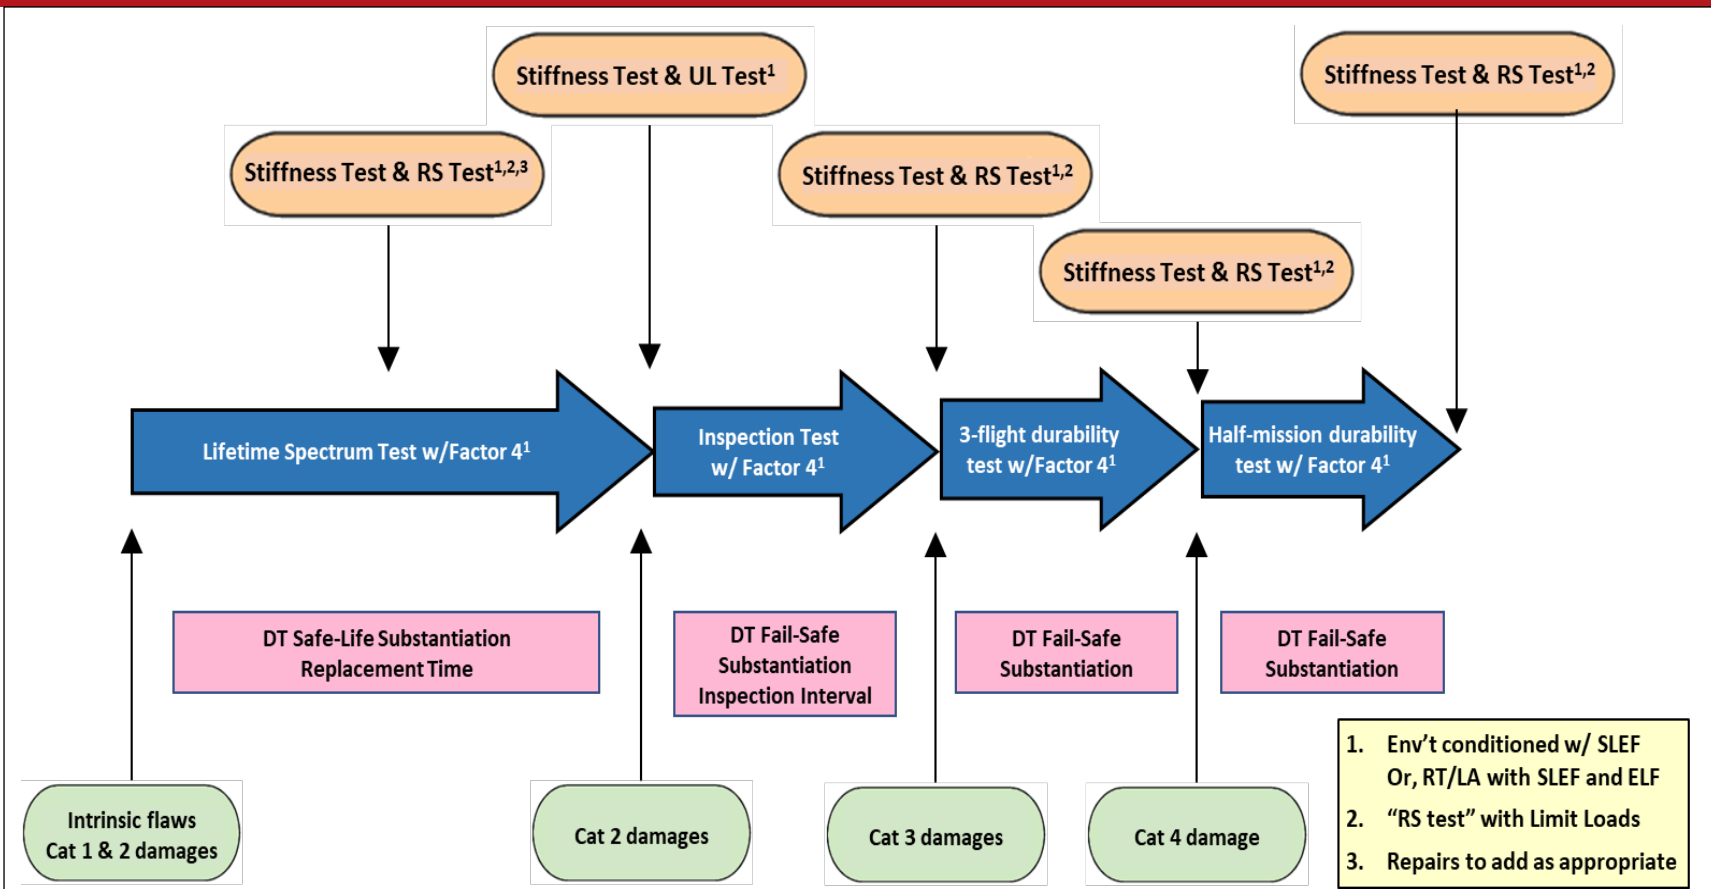 Stiffness Test & UL Test¹
Stiffness Test & RS Test¹,²
Stiffness Test & RS Test¹,²,³
Stiffness Test & RS Test¹,²
Stiffness Test & RS Test¹,²
Lifetime Spectrum Test w/Factor 4¹
Inspection Test
w/ Factor 4¹
3-flight durability
test w/Factor 4¹
Half-mission durability
test w/ Factor 4¹
DT Safe-Life Substantiation
Replacement Time
DT Fail-Safe
Substantiation
Inspection Interval
DT Fail-Safe
Substantiation
DT Fail-Safe
Substantiation
Intrinsic flaws
Cat 1 & 2 damages
Cat 2 damages
Cat 3 damages
Cat 4 damage
1. Env’t conditioned w/ SLEF
Or, RT/LA with SLEF and ELF
2. “RS test” with Limit Loads
3. Repairs to add as appropriate